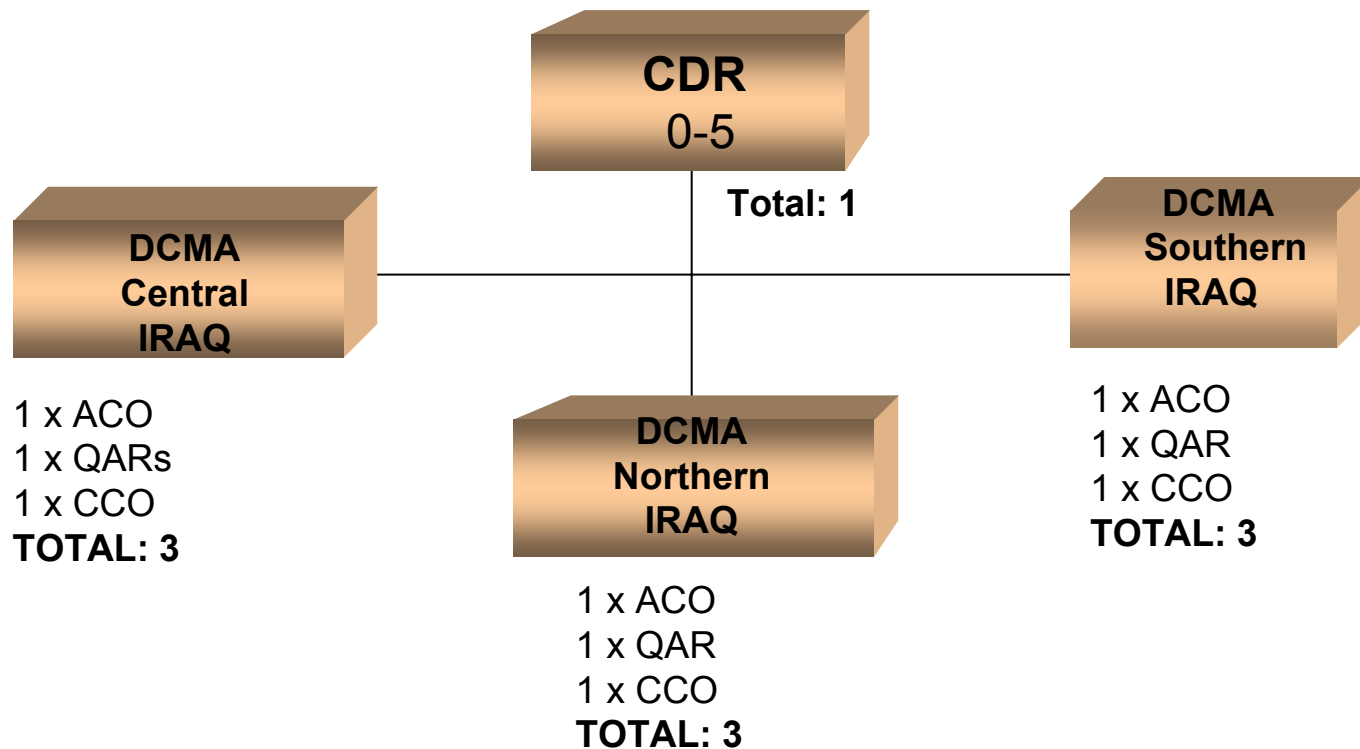 CDR
0-5
Total: 1
DCMA
Central
IRAQ
1 x ACO
1 x QARs
1 x CCO
TOTAL: 3
DCMA
Northern
IRAQ
1 x ACO
1 x QAR
1 x CCO
TOTAL: 3
DCMA
Southern
IRAQ
1 x ACO
1 x QAR
1 x CCO
TOTAL: 3